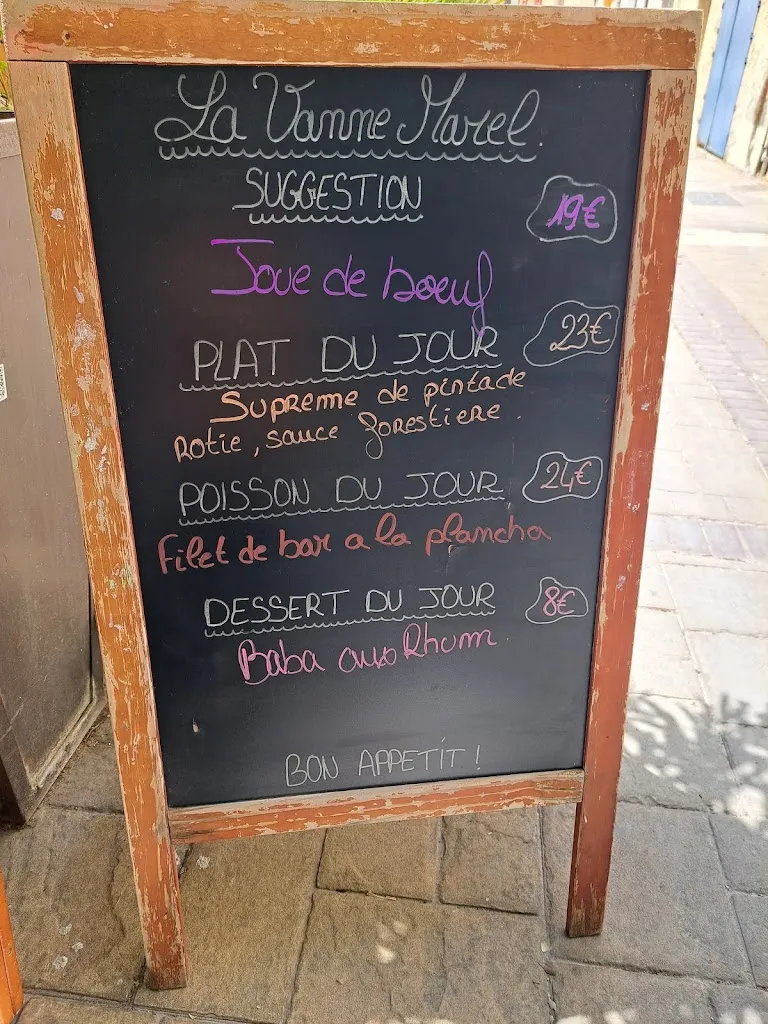 La Vanne Marel.
SUGGESTION
19€
Joue de boeuf
PLAT DU JOUR
23€
Supreme de pintade
Rotie, sauce forestiere.
POISSON DU JOUR
24€
Filet de bar a la plancha
DESSERT DU JOUR
8€
Baba aux Rhum
BON APPETIT !